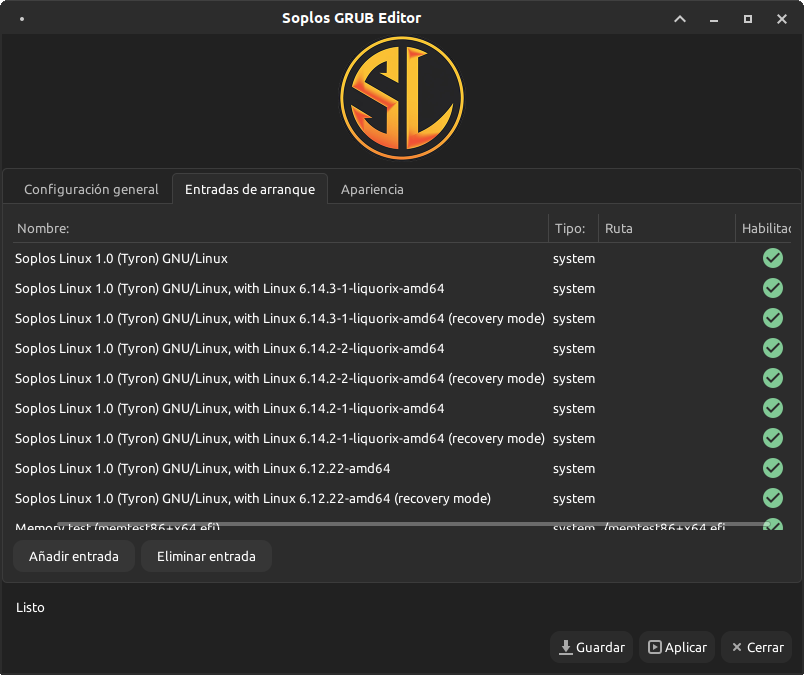 Soplos GRUB Editor
SL
Configuración general Entradas de arranque Apariencia
Nombre: Tipo: Ruta Habilitad
Soplos Linux 1.0 (Tyron) GNU/Linux system
Soplos Linux 1.0 (Tyron) GNU/Linux, with Linux 6.14.3-1-liquorix-amd64 system
Soplos Linux 1.0 (Tyron) GNU/Linux, with Linux 6.14.3-1-liquorix-amd64 (recovery mode) system
Soplos Linux 1.0 (Tyron) GNU/Linux, with Linux 6.14.2-2-liquorix-amd64 system
Soplos Linux 1.0 (Tyron) GNU/Linux, with Linux 6.14.2-2-liquorix-amd64 (recovery mode) system
Soplos Linux 1.0 (Tyron) GNU/Linux, with Linux 6.14.2-1-liquorix-amd64 system
Soplos Linux 1.0 (Tyron) GNU/Linux, with Linux 6.14.2-1-liquorix-amd64 (recovery mode) system
Soplos Linux 1.0 (Tyron) GNU/Linux, with Linux 6.12.22-amd64 system
Soplos Linux 1.0 (Tyron) GNU/Linux, with Linux 6.12.22-amd64 (recovery mode) system
Memory test (memtest86+x64.efi) system /memtest86+x64.efi
Añadir entrada Eliminar entrada
Listo
Guardar Aplicar Cerrar